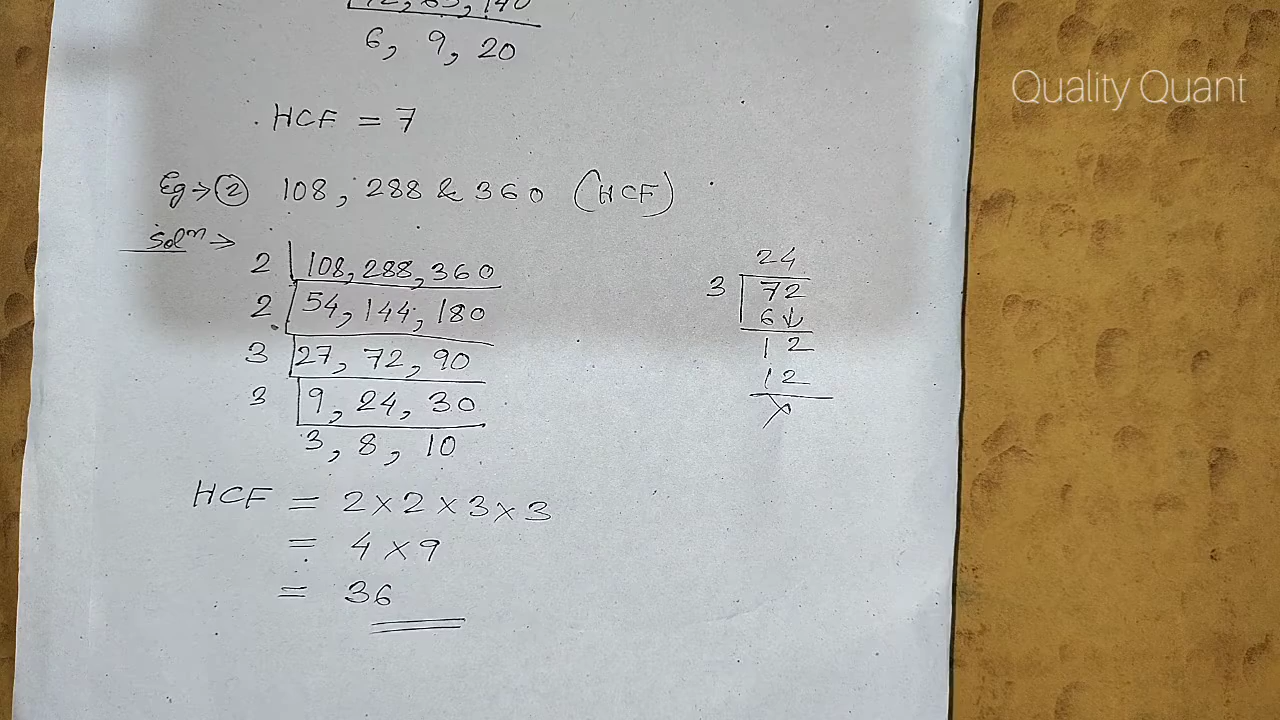 6, 9, 20
Quality Quant
HCF = 7
Eg→② 108, 288 & 360 (HCF)
Solⁿ→
2 108, 288, 360
2 54, 144, 180
3 27, 72, 90
3 9, 24, 30
3, 8, 10
24
3 72
6↓
12
12
×
HCF = 2×2×3×3
= 4×9
= 36